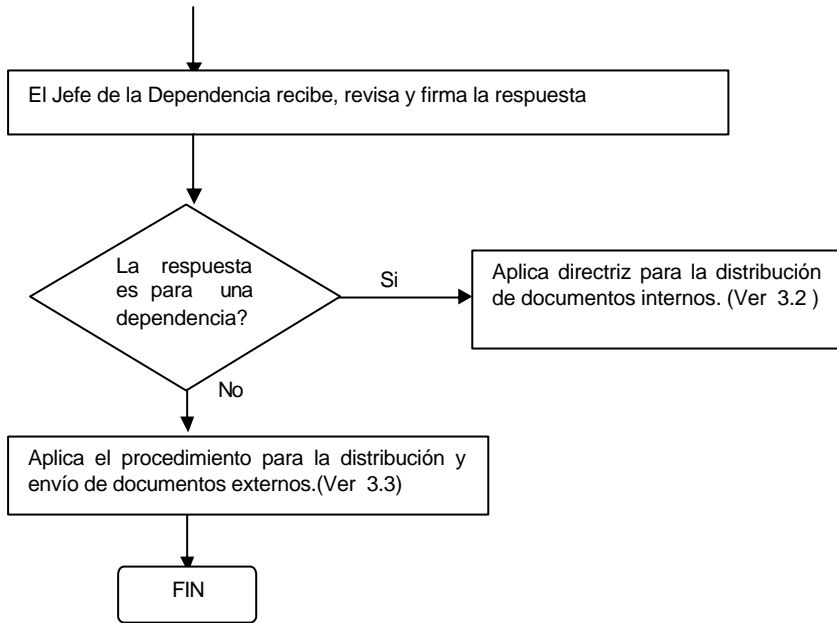 El Jefe de la Dependencia recibe, revisa y firma la respuesta
La respuesta
es para una
dependencia?
Si
Aplica directriz para la distribución
de documentos internos. (Ver 3.2 )
No
Aplica el procedimiento para la distribución y
envío de documentos externos.(Ver 3.3)
FIN